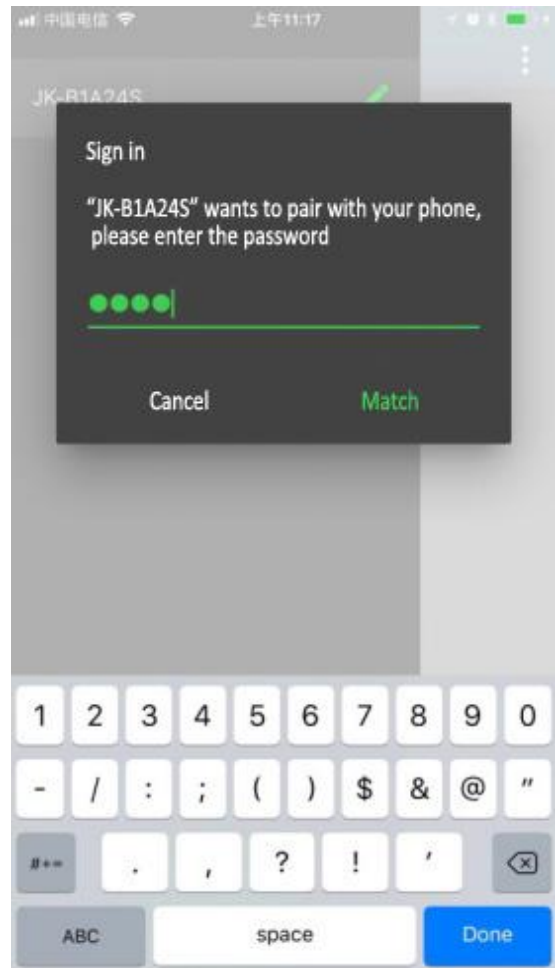 中国电信 上午11:17
JK-B1A24S
Sign in
“JK-B1A24S” wants to pair with your phone,
please enter the password
Cancel Match
1 2 3 4 5 6 7 8 9 0
- / : ; ( ) $ & @ "
#+= . , ? ! '
ABC space Done